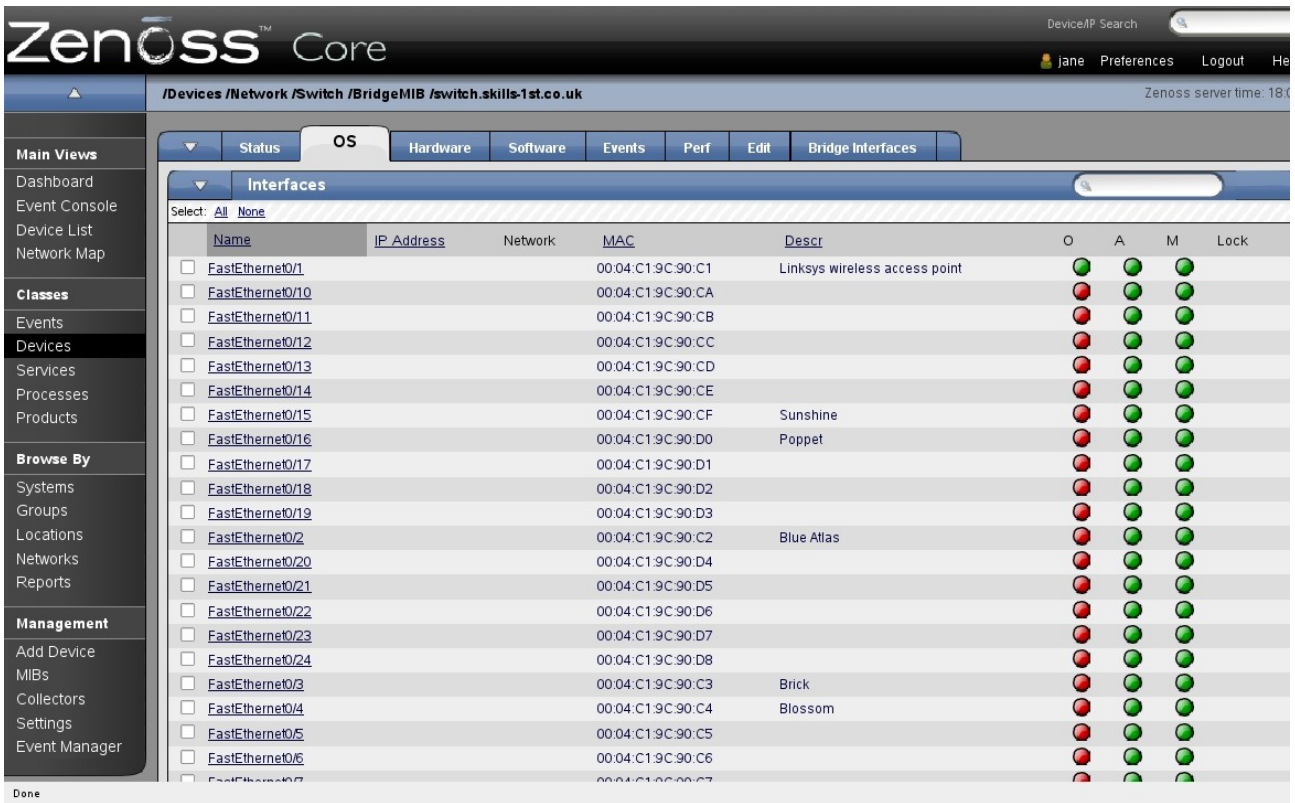 Zenöss™ Core
Device/IP Search
jane Preferences Logout He
/Devices /Network /Switch /BridgeMIB /switch.skills-1st.co.uk
Zenoss server time: 18:0
Main Views
Dashboard
Event Console
Device List
Network Map
Classes
Events
Devices
Services
Processes
Products
Browse By
Systems
Groups
Locations
Networks
Reports
Management
Add Device
MIBs
Collectors
Settings
Event Manager
Status OS Hardware Software Events Perf Edit Bridge Interfaces
Interfaces
Select: All None
Name IP Address Network MAC Descr O A M Lock
FastEthernet0/1 00:04:C1:9C:90:C1 Linksys wireless access point
FastEthernet0/10 00:04:C1:9C:90:CA
FastEthernet0/11 00:04:C1:9C:90:CB
FastEthernet0/12 00:04:C1:9C:90:CC
FastEthernet0/13 00:04:C1:9C:90:CD
FastEthernet0/14 00:04:C1:9C:90:CE
FastEthernet0/15 00:04:C1:9C:90:CF Sunshine
FastEthernet0/16 00:04:C1:9C:90:D0 Poppet
FastEthernet0/17 00:04:C1:9C:90:D1
FastEthernet0/18 00:04:C1:9C:90:D2
FastEthernet0/19 00:04:C1:9C:90:D3
FastEthernet0/2 00:04:C1:9C:90:C2 Blue Atlas
FastEthernet0/20 00:04:C1:9C:90:D4
FastEthernet0/21 00:04:C1:9C:90:D5
FastEthernet0/22 00:04:C1:9C:90:D6
FastEthernet0/23 00:04:C1:9C:90:D7
FastEthernet0/24 00:04:C1:9C:90:D8
FastEthernet0/3 00:04:C1:9C:90:C3 Brick
FastEthernet0/4 00:04:C1:9C:90:C4 Blossom
FastEthernet0/5 00:04:C1:9C:90:C5
FastEthernet0/6 00:04:C1:9C:90:C6
FastEthernet0/7 00:04:C1:9C:90:C7
Done